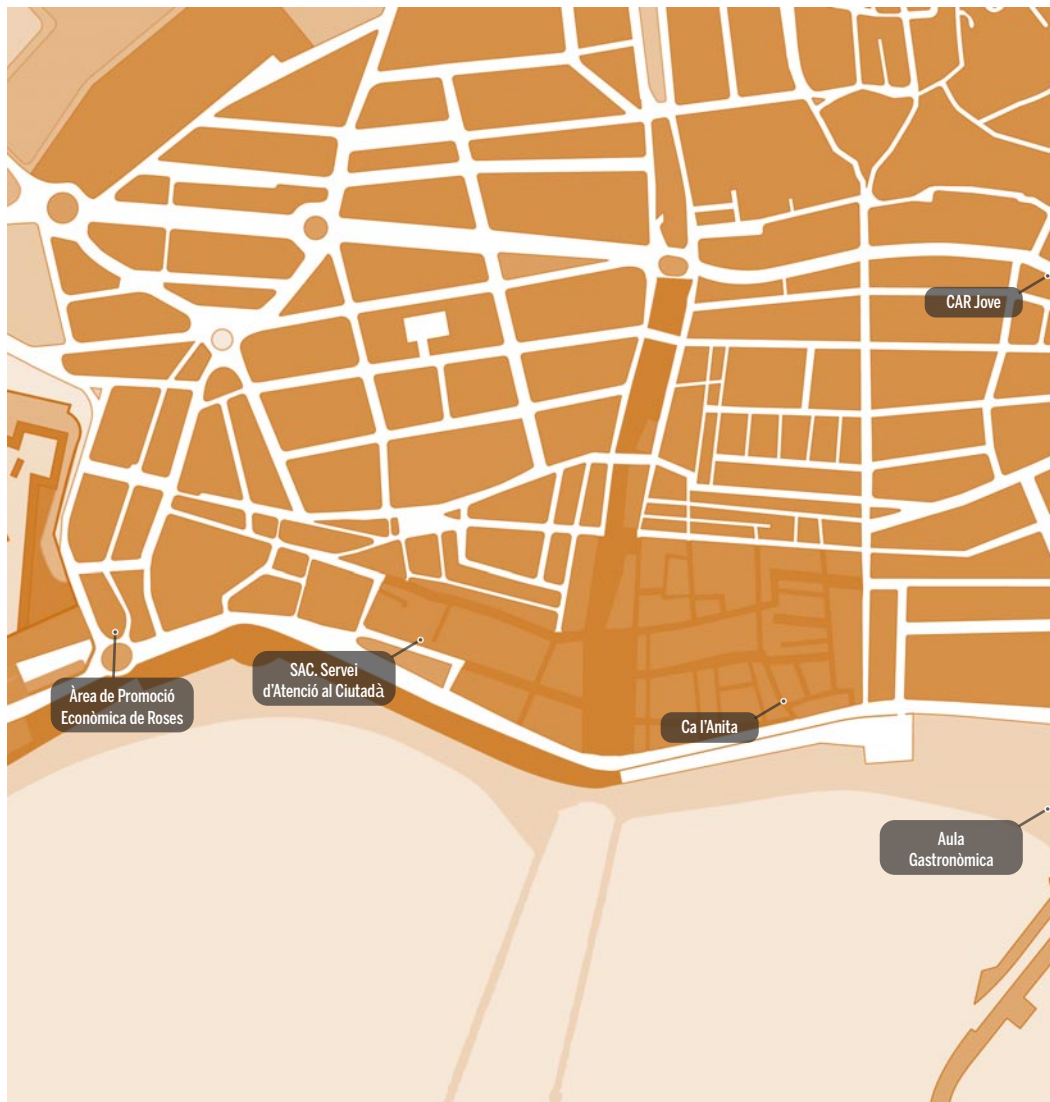 CAR Jove
SAC. Servei
d'Atenció al Ciutadà
Àrea de Promoció
Econòmica de Roses
Ca l'Anita
Aula
Gastronòmica